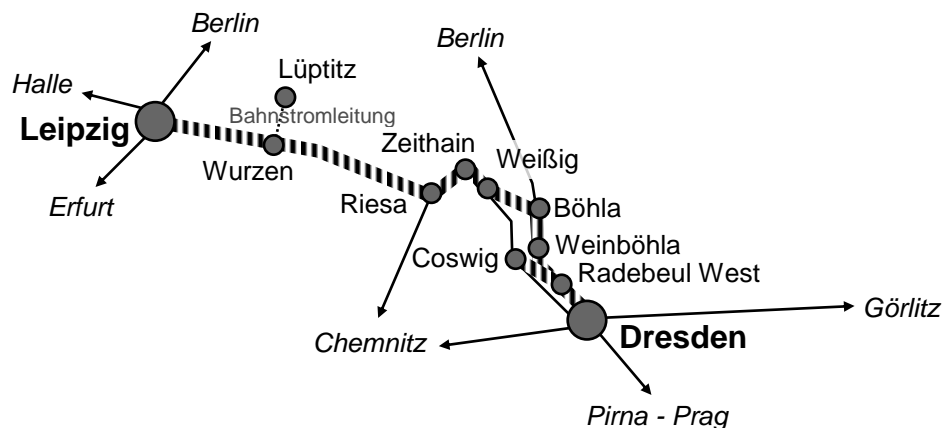 Berlin
Berlin
Halle
Lüptitz
Bahnstromleitung
Leipzig
Zeithain
Weißig
Wurzen
Erfurt
Riesa
Böhla
Weinböhla
Coswig
Radebeul West
Görlitz
Chemnitz
Dresden
Pirna - Prag